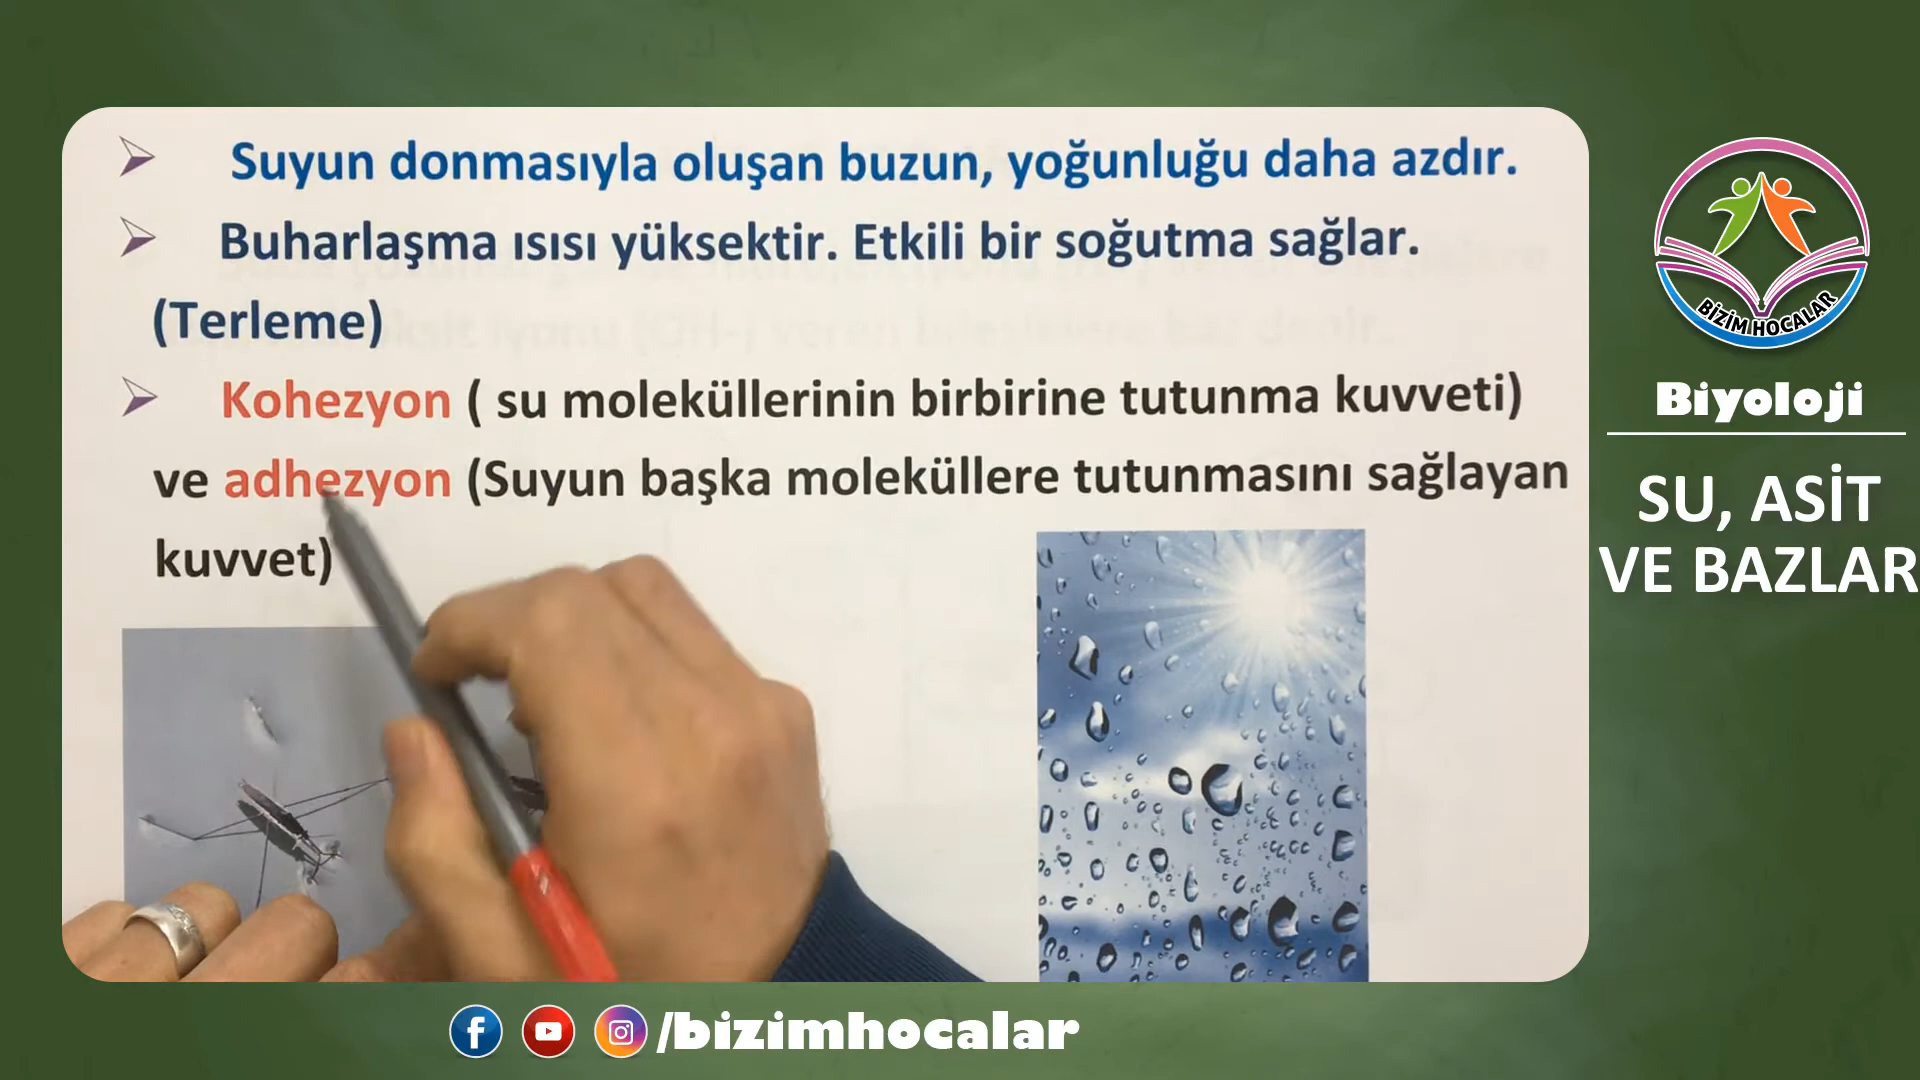 Suyun donmasıyla oluşan buzun, yoğunluğu daha azdır.
Buharlaşma ısısı yüksektir. Etkili bir soğutma sağlar.
(Terleme)
Kohezyon ( su moleküllerinin birbirine tutunma kuvveti)
ve adhezyon (Suyun başka moleküllere tutunmasını sağlayan
kuvvet)
BİZİM HOCALAR
Biyoloji
SU, ASİT
VE BAZLAR
/bizimhocalar